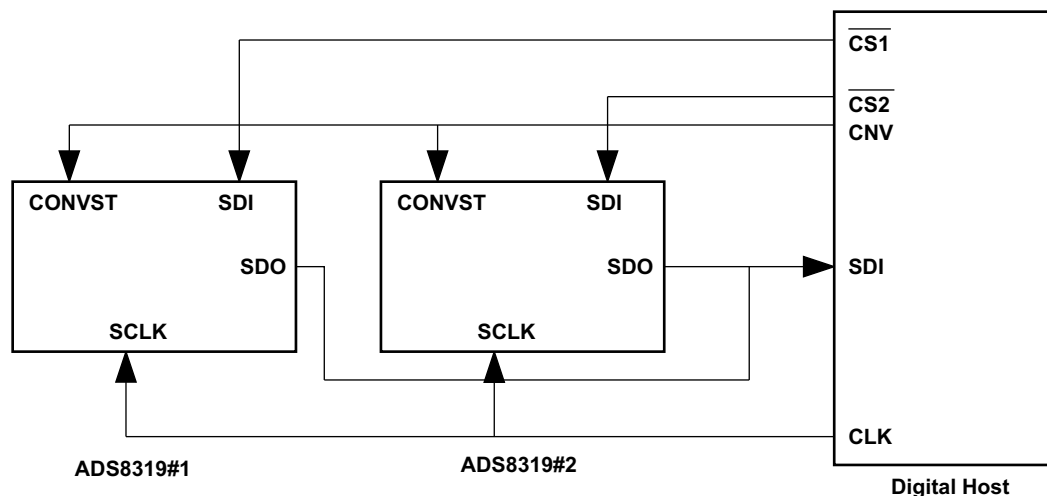 CS1
CS2
CNV
CONVST SDI
CONVST SDI
SDO
SDO
SDI
SCLK
SCLK
CLK
ADS8319#1
ADS8319#2
Digital Host